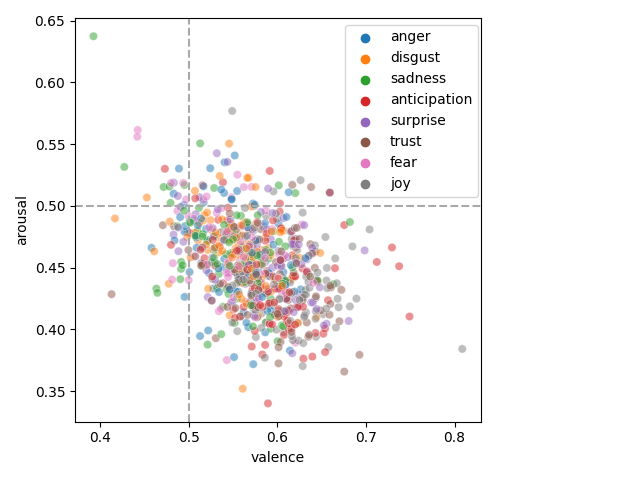 0.65
0.60
0.55
0.50
0.45
0.40
0.35
arousal
0.4
0.5
0.6
0.7
0.8
valence
anger
disgust
sadness
anticipation
surprise
trust
fear
joy